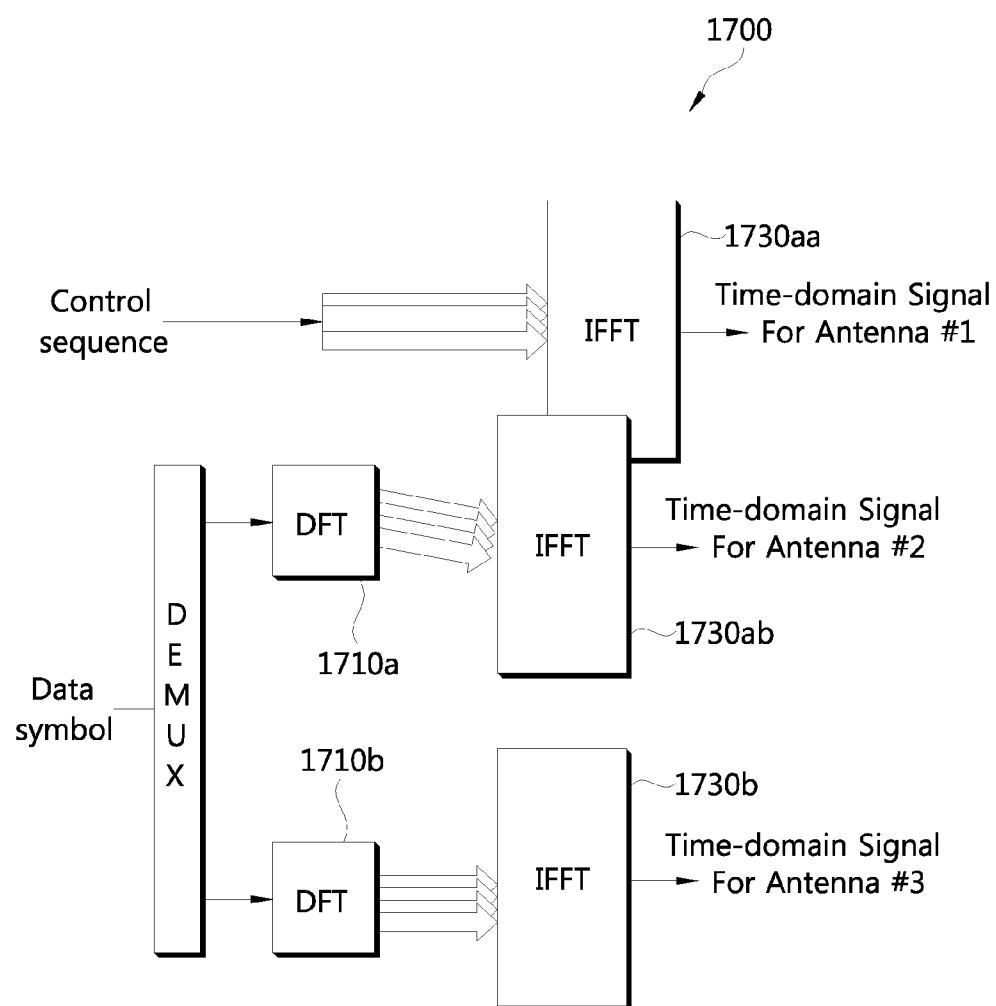 1700
1730aa
Control
sequence
IFFT
Time-domain Signal
For Antenna #1
DFT
IFFT
Time-domain Signal
For Antenna #2
1710a
1730ab
Data
symbol
DEMUX
1710b
1730b
DFT
IFFT
Time-domain Signal
For Antenna #3